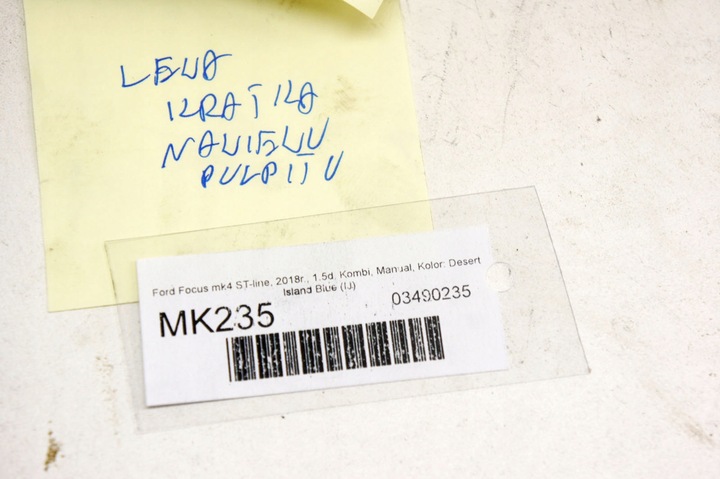 LEWA
KRATKA
NAWIEWU
PULPITU
Ford Focus mk4 ST-line, 2018r., 1.5d, Kombi, Manual, Kolor: Desert
Island Blue (IJ)
MK235
03490235